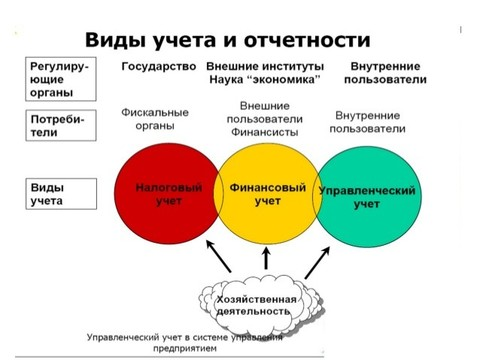 Виды учета и отчетности
Регулиру-
ющие
органы
Государство
Внешние институты
Наука “экономика”
Внутренние
пользователи
Потреби-
тели
Фискальные
органы
Внешние
пользователи
Финансисты
Внутренние
пользователи
Виды
учета
Налоговый
учет
Финансовый
учет
Управленческий
учет
Хозяйственная
деятельность
Управленческий учет в системе управления
предприятием